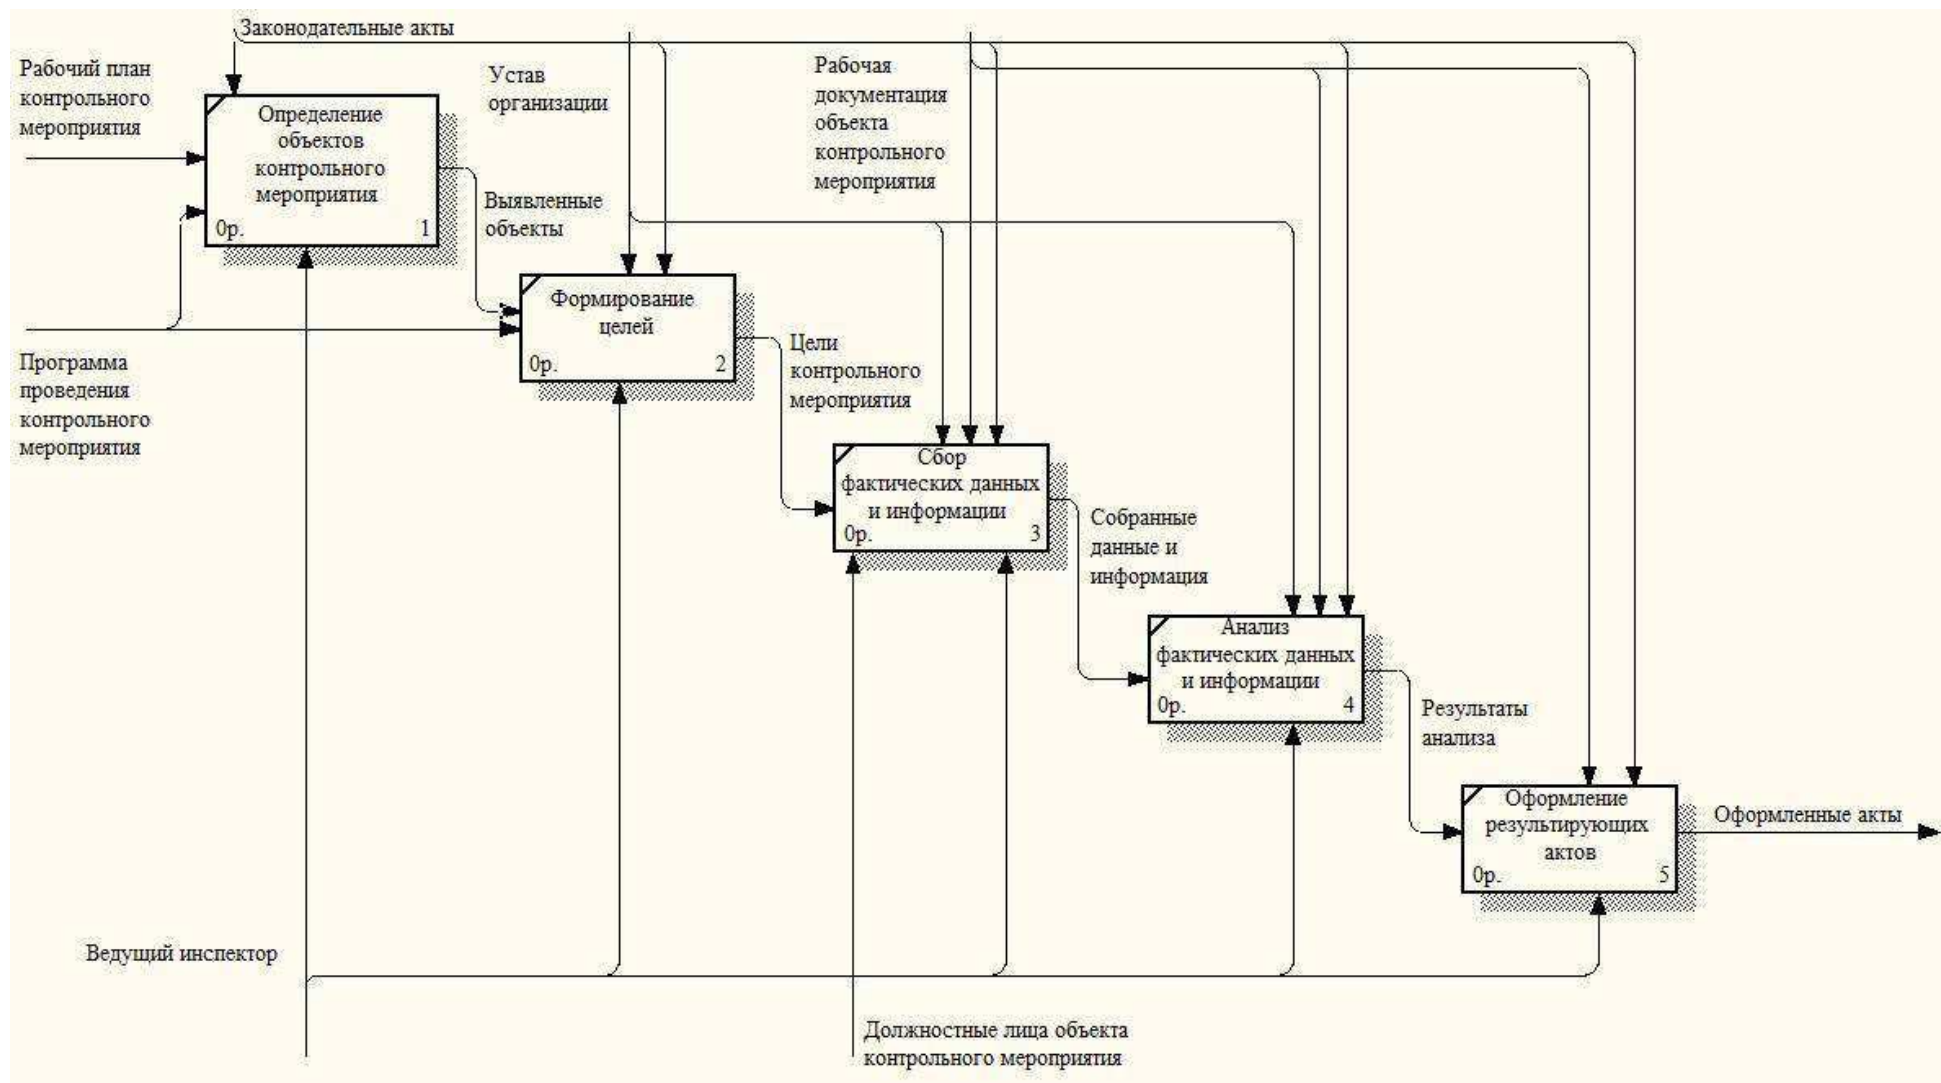 Законодательные акты
Рабочий план
контрольного
мероприятия
Определение
объектов
контрольного
мероприятия
0р.
1
Устав
организации
Рабочая
документация
объекта
контрольного
мероприятия
Выявленные
объекты
Формирование
целей
0р.
2
Программа
проведения
контрольного
мероприятия
Цели
контрольного
мероприятия
Сбор
фактических данных
и информации
0р.
3
Собранные
данные и
информация
Анализ
фактических данных
и информации
0р.
4
Результаты
анализа
Оформление
результирующих
актов
0р.
5
Оформленные акты
Ведущий инспектор
Должностные лица объекта
контрольного мероприятия